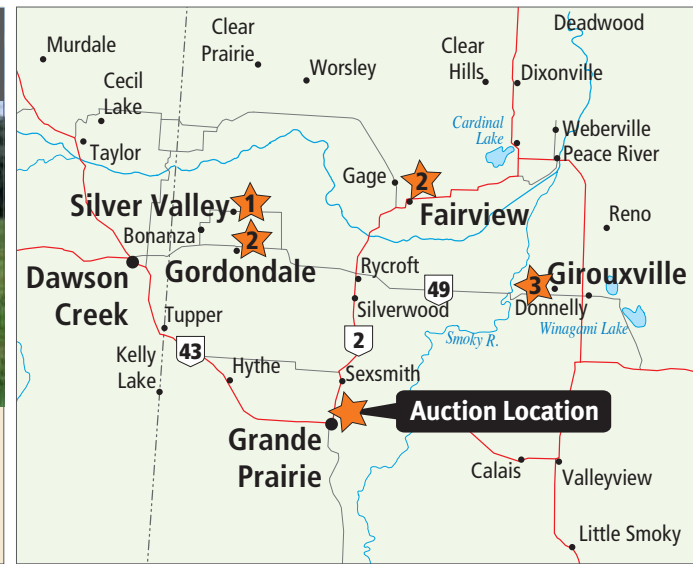 Deadwood
Murdale
Clear
Prairie
Worsley
Clear
Hills
Dixonville
Cecil
Lake
Taylor
Cardinal
Lake
Weberville
Peace River
Gage
2
Fairview
Silver Valley
1
Bonanza
2
Gordondale
Reno
Dawson
Creek
Rycroft
49
3
Girouxville
Donnelly
Silverwood
Winagami Lake
Tupper
43
2
Smoky R.
Kelly
Lake
Hythe
Sexsmith
Auction Location
Grande
Prairie
Calais
Valleyview
Little Smoky